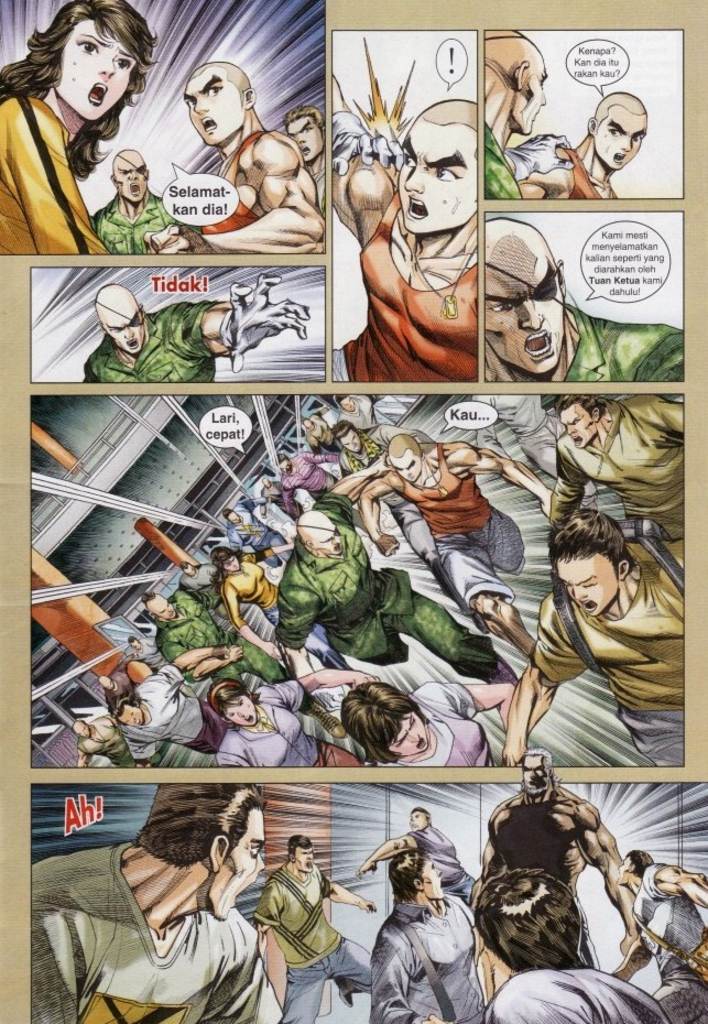 Selamat-
kan dia!
!
Kenapa?
Kan dia itu
rakan kau?
Tidak!
Kami mesti
menyelamatkan
kalian seperti yang
diarahkan oleh
Tuan Ketua kami
dahulu!
Lari,
cepat!
Kau...
Ah!